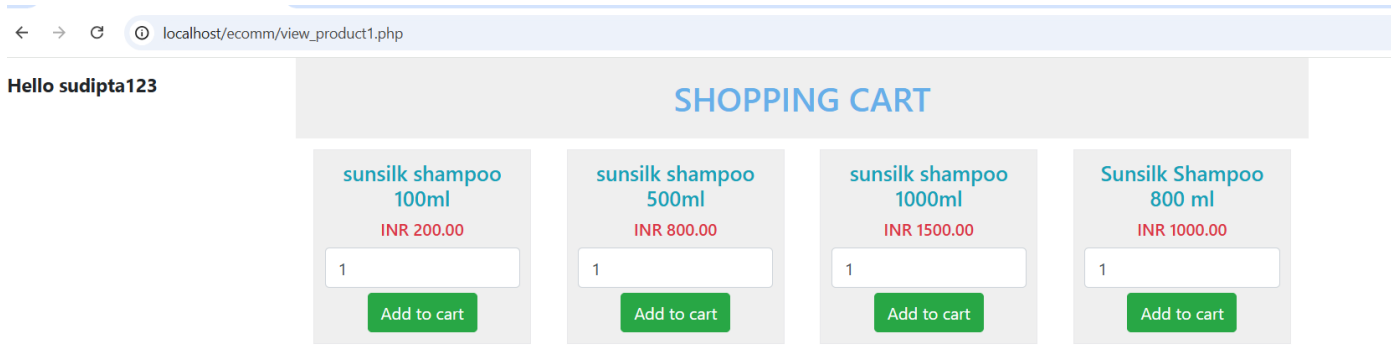 localhost/ecomm/view_product1.php
Hello sudipta123
SHOPPING CART
sunsilk shampoo
100ml
INR 200.00
1
Add to cart
sunsilk shampoo
500ml
INR 800.00
1
Add to cart
sunsilk shampoo
1000ml
INR 1500.00
1
Add to cart
Sunsilk Shampoo
800 ml
INR 1000.00
1
Add to cart